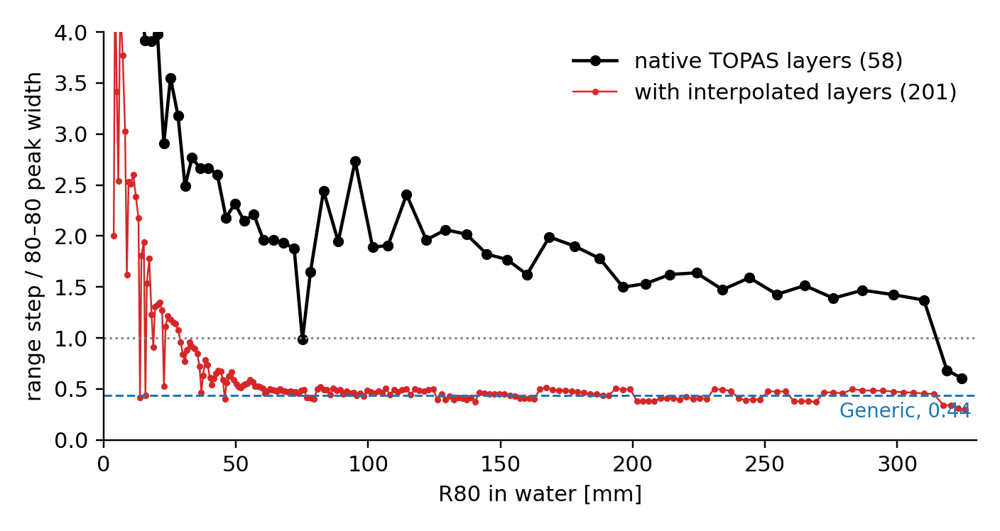 4.0
3.5
3.0
2.5
2.0
1.5
1.0
0.5
0.0
range step / 80–80 peak width
native TOPAS layers (58)
with interpolated layers (201)
Generic, 0.44
0 50 100 150 200 250 300
R80 in water [mm]